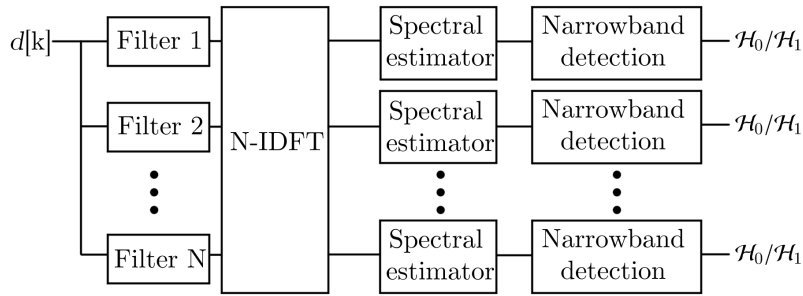 d[k]
Filter 1
Spectral
estimator
Narrowband
detection
ℋ₀/ℋ₁
Filter 2
N-IDFT
Spectral
estimator
Narrowband
detection
ℋ₀/ℋ₁
Filter N
Spectral
estimator
Narrowband
detection
ℋ₀/ℋ₁